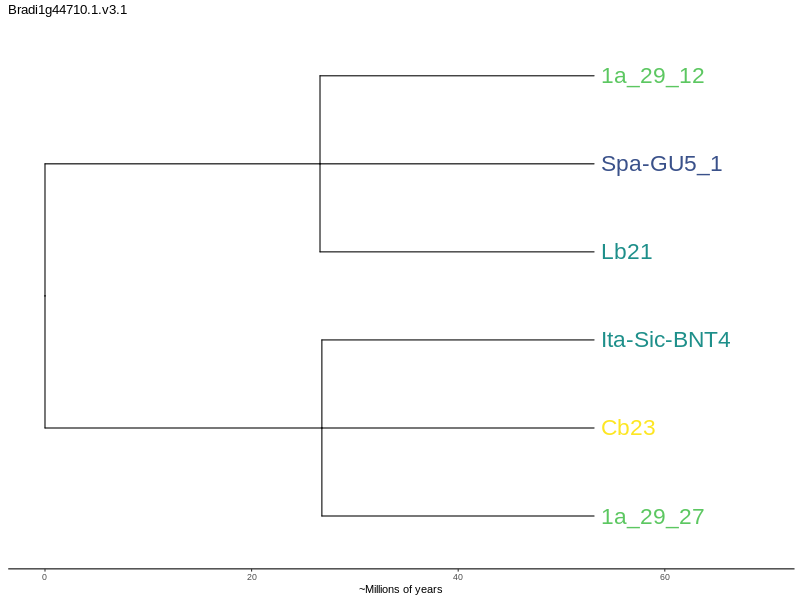 Bradi1g44710.1.v3.1
1a_29_12
Spa-GU5_1
Lb21
Ita-Sic-BNT4
Cb23
1a_29_27
0 20 40 60
~Millions of years